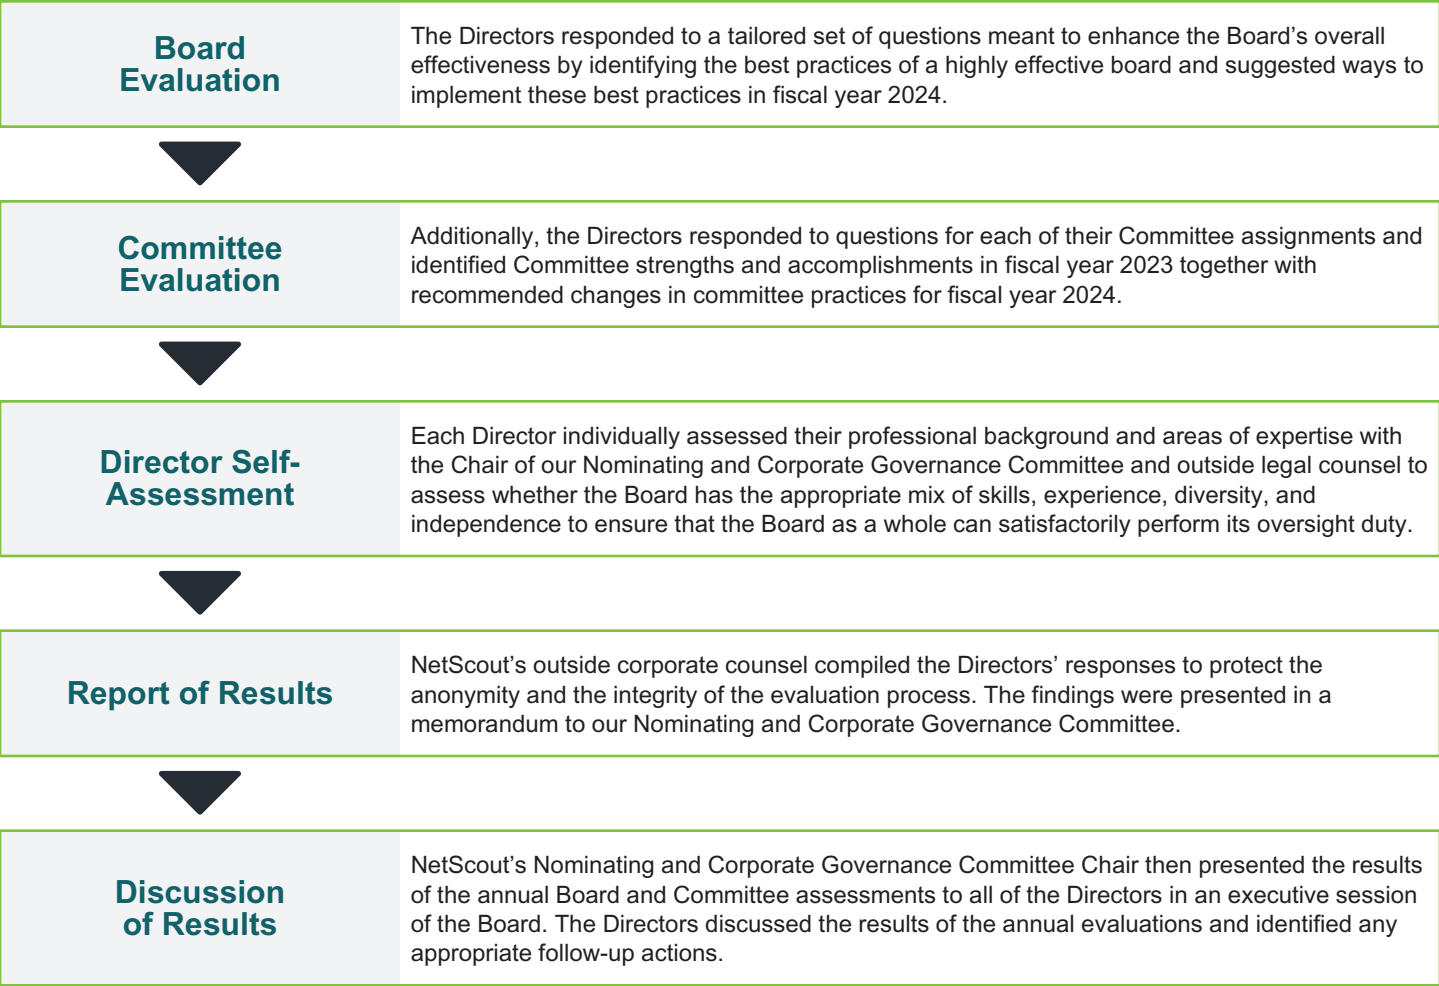 Board
Evaluation
The Directors responded to a tailored set of questions meant to enhance the Board’s overall
effectiveness by identifying the best practices of a highly effective board and suggested ways to
implement these best practices in fiscal year 2024.
Committee
Evaluation
Additionally, the Directors responded to questions for each of their Committee assignments and
identified Committee strengths and accomplishments in fiscal year 2023 together with
recommended changes in committee practices for fiscal year 2024.
Director Self-
Assessment
Each Director individually assessed their professional background and areas of expertise with
the Chair of our Nominating and Corporate Governance Committee and outside legal counsel to
assess whether the Board has the appropriate mix of skills, experience, diversity, and
independence to ensure that the Board as a whole can satisfactorily perform its oversight duty.
Report of Results
NetScout’s outside corporate counsel compiled the Directors’ responses to protect the
anonymity and the integrity of the evaluation process. The findings were presented in a
memorandum to our Nominating and Corporate Governance Committee.
Discussion
of Results
NetScout’s Nominating and Corporate Governance Committee Chair then presented the results
of the annual Board and Committee assessments to all of the Directors in an executive session
of the Board. The Directors discussed the results of the annual evaluations and identified any
appropriate follow-up actions.